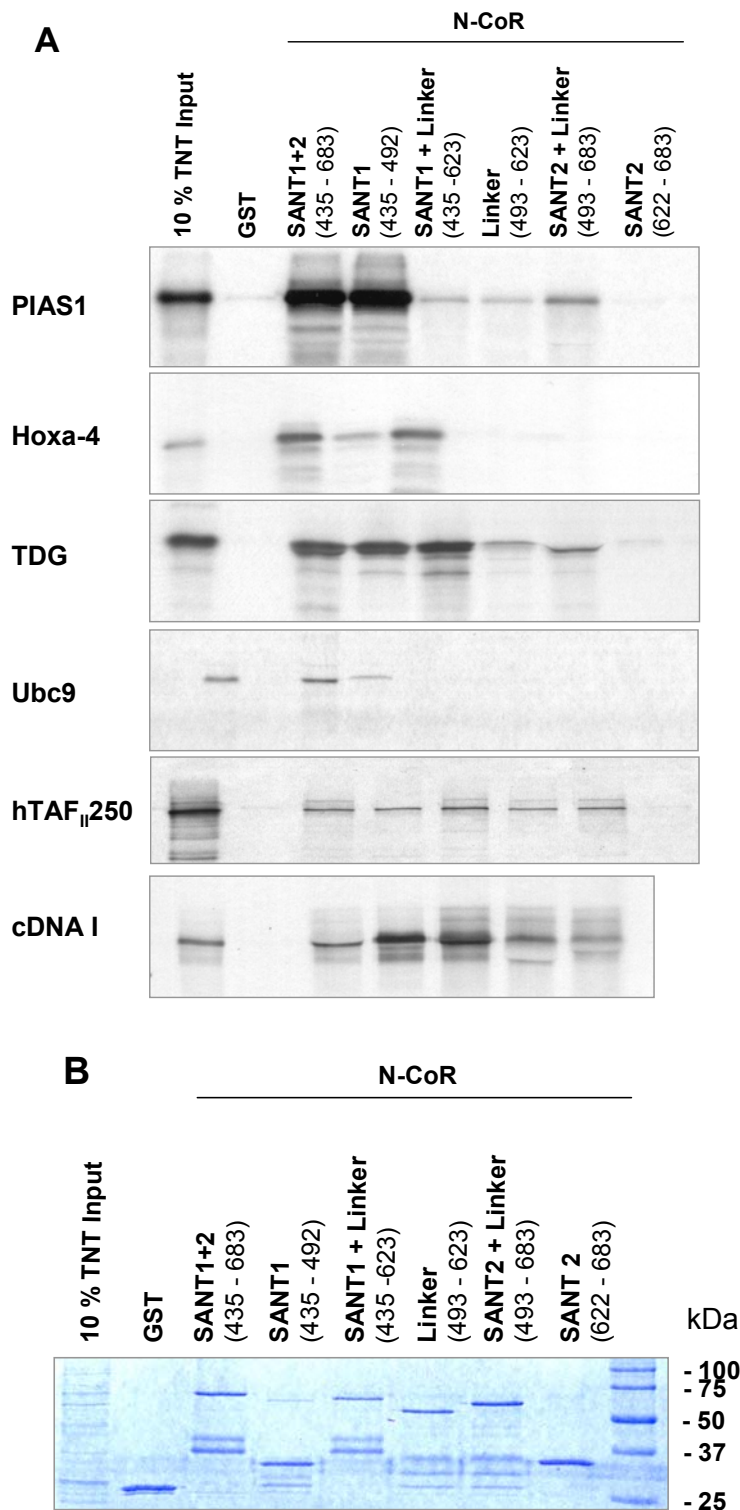 A
N-CoR
10 % TNT Input
GST
SANT1+2
(435 - 683)
SANT1
(435 - 492)
SANT1 + Linker
(435 -623)
Linker
(493 - 623)
SANT2 + Linker
(493 - 683)
SANT2
(622 - 683)
PIAS1
Hoxa-4
TDG
Ubc9
hTAFII250
cDNA I
B
N-CoR
10 % TNT Input
GST
SANT1+2
(435 - 683)
SANT1
(435 - 492)
SANT1 + Linker
(435 -623)
Linker
(493 - 623)
SANT2 + Linker
(493 - 683)
SANT 2
(622 - 683)
kDa
- 100
- 75
- 50
- 37
- 25